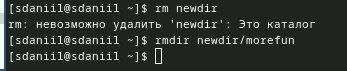 [sdaniil@sdaniil ~]$ rm newdir
rm: невозможно удалить 'newdir': Это каталог
[sdaniil@sdaniil ~]$ rmdir newdir/morefun
[sdaniil@sdaniil ~]$